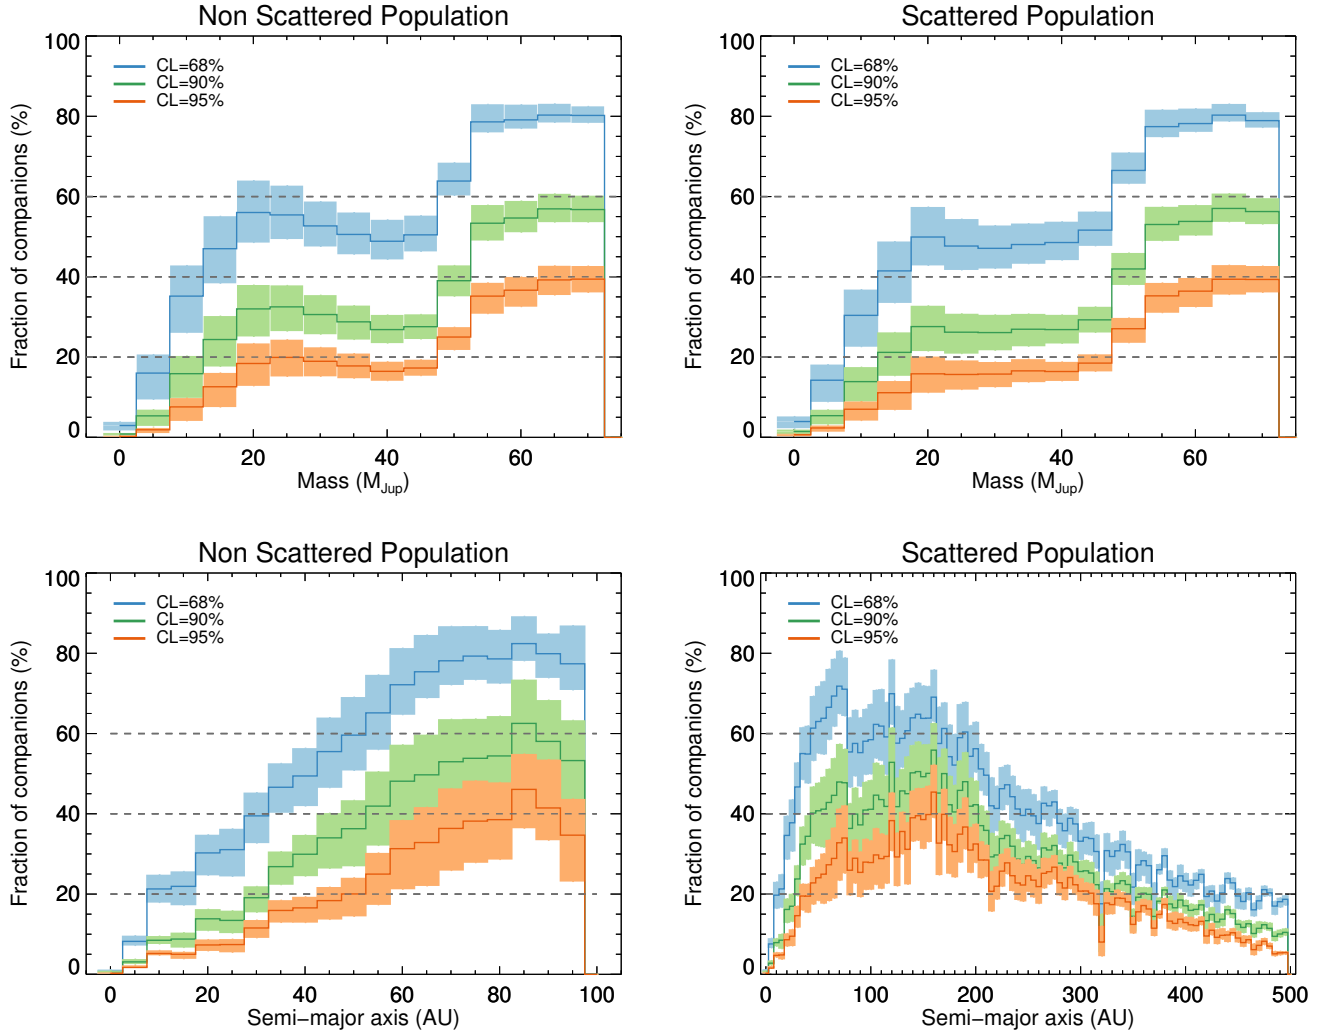 Non Scattered Population
100
80
60
40
20
0
Fraction of companions (%)
CL=68%
CL=90%
CL=95%
0 20 40 60
Mass (M_Jup)
Scattered Population
100
80
60
40
20
0
Fraction of companions (%)
CL=68%
CL=90%
CL=95%
0 20 40 60
Mass (M_Jup)
Non Scattered Population
100
80
60
40
20
0
Fraction of companions (%)
CL=68%
CL=90%
CL=95%
0 20 40 60 80 100
Semi−major axis (AU)
Scattered Population
100
80
60
40
20
0
Fraction of companions (%)
CL=68%
CL=90%
CL=95%
0 100 200 300 400 500
Semi−major axis (AU)